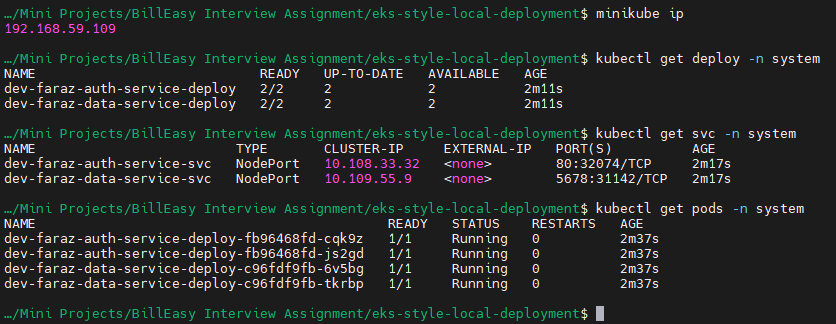 …/Mini Projects/BillEasy Interview Assignment/eks-style-local-deployment$ minikube ip
192.168.59.109
…/Mini Projects/BillEasy Interview Assignment/eks-style-local-deployment$ kubectl get deploy -n system
NAME READY UP-TO-DATE AVAILABLE AGE
dev-faraz-auth-service-deploy 2/2 2 2 2m11s
dev-faraz-data-service-deploy 2/2 2 2 2m11s
…/Mini Projects/BillEasy Interview Assignment/eks-style-local-deployment$ kubectl get svc -n system
NAME TYPE CLUSTER-IP EXTERNAL-IP PORT(S) AGE
dev-faraz-auth-service-svc NodePort 10.108.33.32 <none> 80:32074/TCP 2m17s
dev-faraz-data-service-svc NodePort 10.109.55.9 <none> 5678:31142/TCP 2m17s
…/Mini Projects/BillEasy Interview Assignment/eks-style-local-deployment$ kubectl get pods -n system
NAME READY STATUS RESTARTS AGE
dev-faraz-auth-service-deploy-fb96468fd-cqk9z 1/1 Running 0 2m37s
dev-faraz-auth-service-deploy-fb96468fd-js2gd 1/1 Running 0 2m37s
dev-faraz-data-service-deploy-c96fdf9fb-6v5bg 1/1 Running 0 2m37s
dev-faraz-data-service-deploy-c96fdf9fb-tkrbp 1/1 Running 0 2m37s
…/Mini Projects/BillEasy Interview Assignment/eks-style-local-deployment$